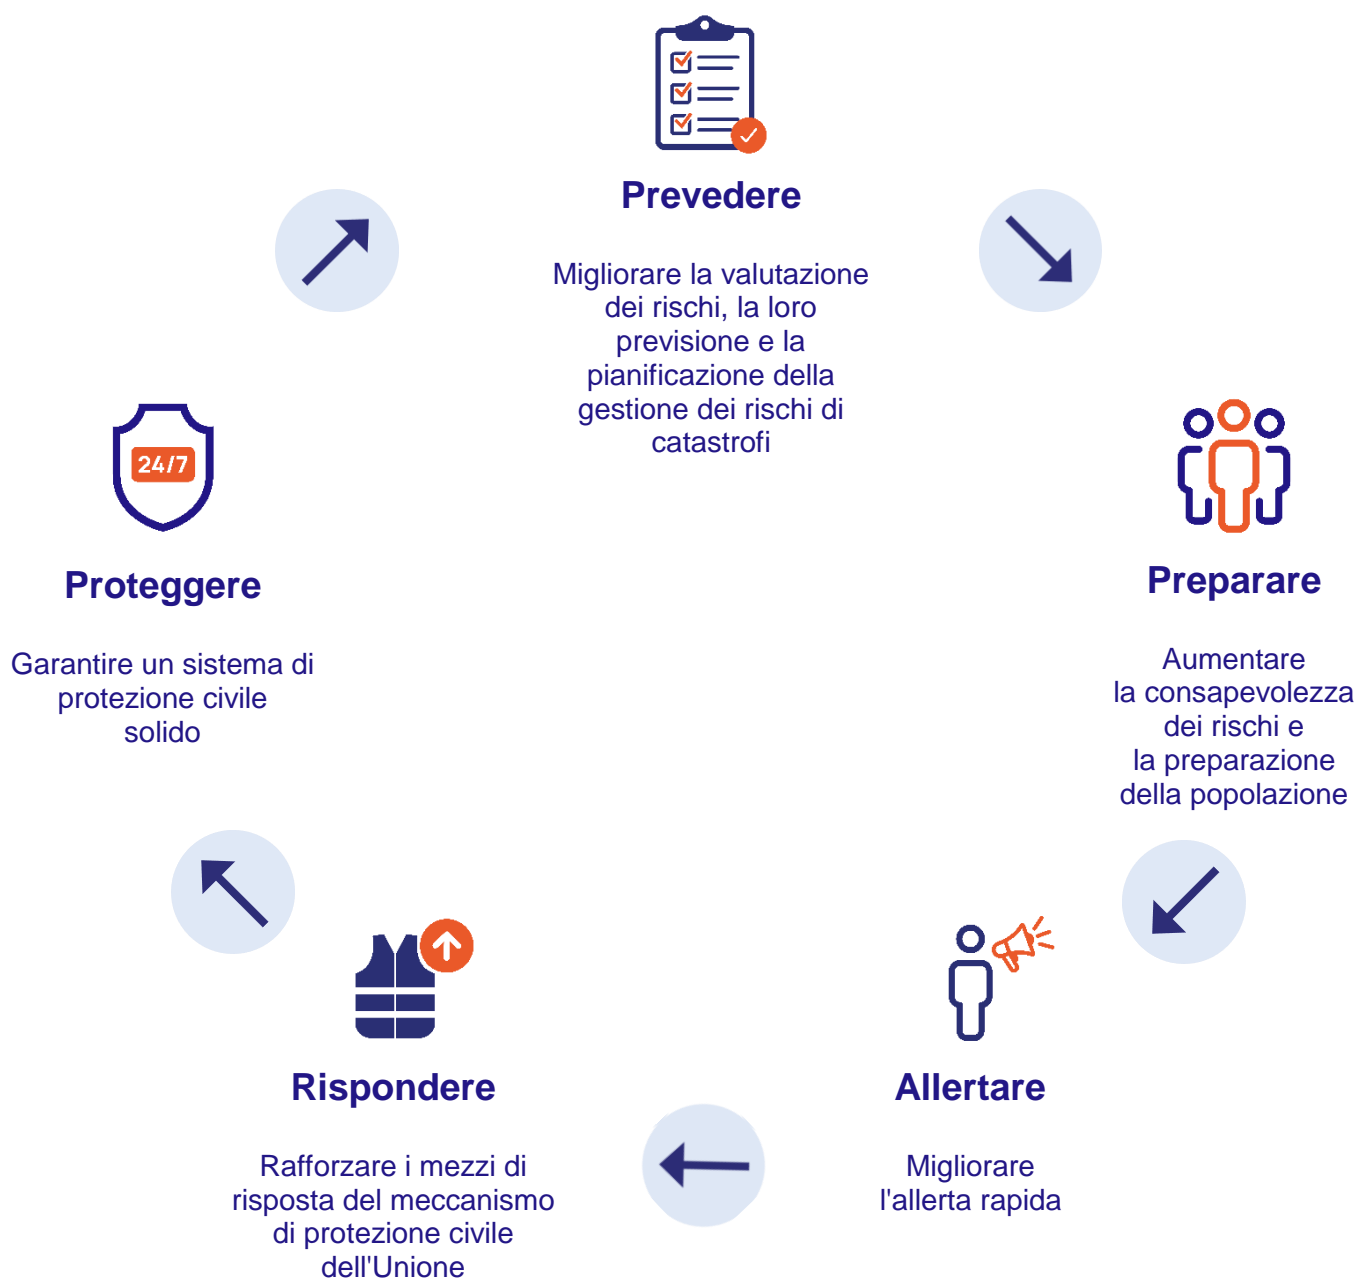 Prevedere
Migliorare la valutazione
dei rischi, la loro
previsione e la
pianificazione della
gestione dei rischi di
catastrofi
24/7
Proteggere
Garantire un sistema di
protezione civile
solido
Preparare
Aumentare
la consapevolezza
dei rischi e
la preparazione
della popolazione
Rispondere
Rafforzare i mezzi di
risposta del meccanismo
di protezione civile
dell'Unione
Allertare
Migliorare
l'allerta rapida